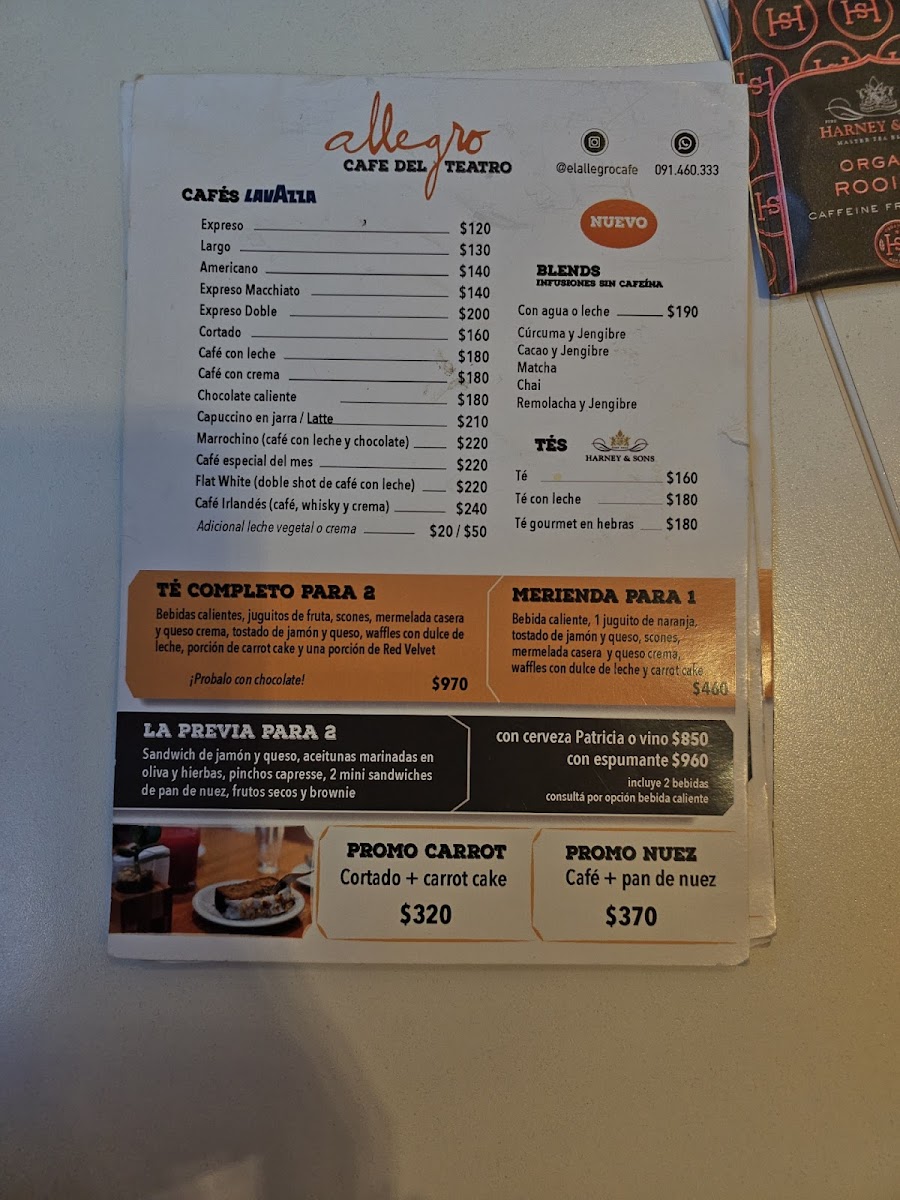 allegro
CAFE DEL TEATRO
@elallegrocafe
091.460.333
CAFÉS LAVAZZA
Expreso $120
Largo $130
Americano $140
Expreso Macchiato $140
Expreso Doble $200
Cortado $160
Café con leche $180
Café con crema $180
Chocolate caliente $180
Capuccino en jarra / Latte $210
Marrochino (café con leche y chocolate) $220
Café especial del mes $220
Flat White (doble shot de café con leche) $220
Café Irlandés (café, whisky y crema) $240
Adicional leche vegetal o crema $20 / $50
NUEVO
BLENDS
INFUSIONES SIN CAFEÍNA
Con agua o leche $190
Cúrcuma y Jengibre
Cacao y Jengibre
Matcha
Chai
Remolacha y Jengibre
TÉS
HARNEY & SONS
Té $160
Té con leche $180
Té gourmet en hebras $180
TÉ COMPLETO PARA 2
Bebidas calientes, juguitos de fruta, scones, mermelada casera
y queso crema, tostado de jamón y queso, waffles con dulce de
leche, porción de carrot cake y una porción de Red Velvet
¡Probalo con chocolate! $970
MERIENDA PARA 1
Bebida caliente, 1 juguito de naranja,
tostado de jamón y queso, scones,
mermelada casera y queso crema,
waffles con dulce de leche y carrot cake
$460
LA PREVIA PARA 2
Sandwich de jamón y queso, aceitunas marinadas en
oliva y hierbas, pinchos capresse, 2 mini sandwiches
de pan de nuez, frutos secos y brownie
con cerveza Patricia o vino $850
con espumante $960
incluye 2 bebidas
consultá por opción bebida caliente
PROMO CARROT
Cortado + carrot cake
$320
PROMO NUEZ
Café + pan de nuez
$370
HARNEY &
MASTER TEA
ORGA
ROOI
CAFFEINE FR